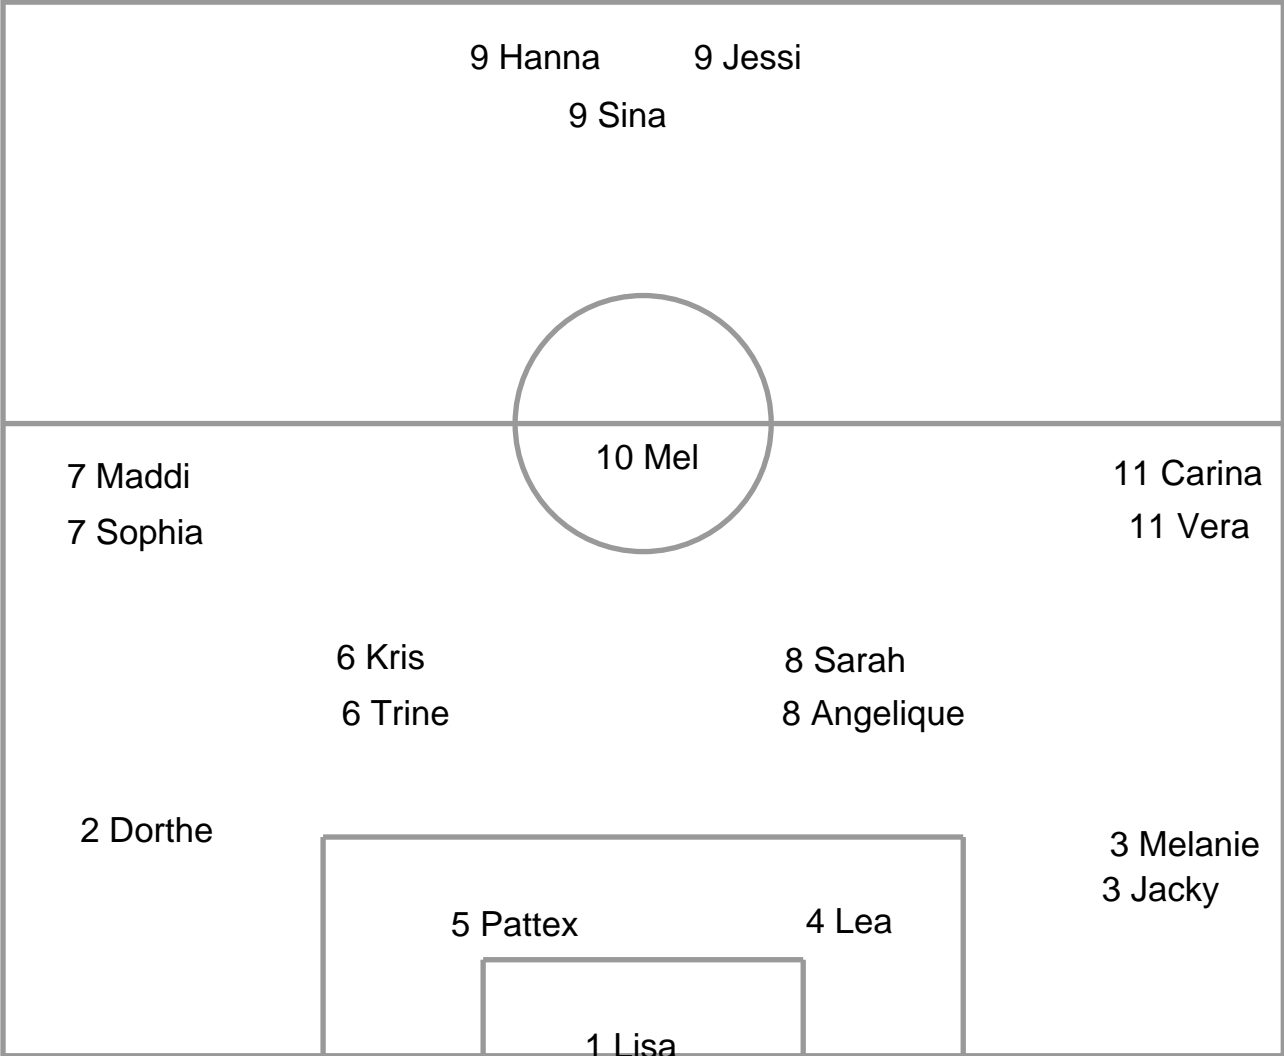 9 Hanna 9 Jessi
9 Sina
10 Mel
7 Maddi 11 Carina
7 Sophia 11 Vera
6 Kris 8 Sarah
6 Trine 8 Angelique
2 Dorthe 3 Melanie
3 Jacky
5 Pattex 4 Lea
1 Lisa